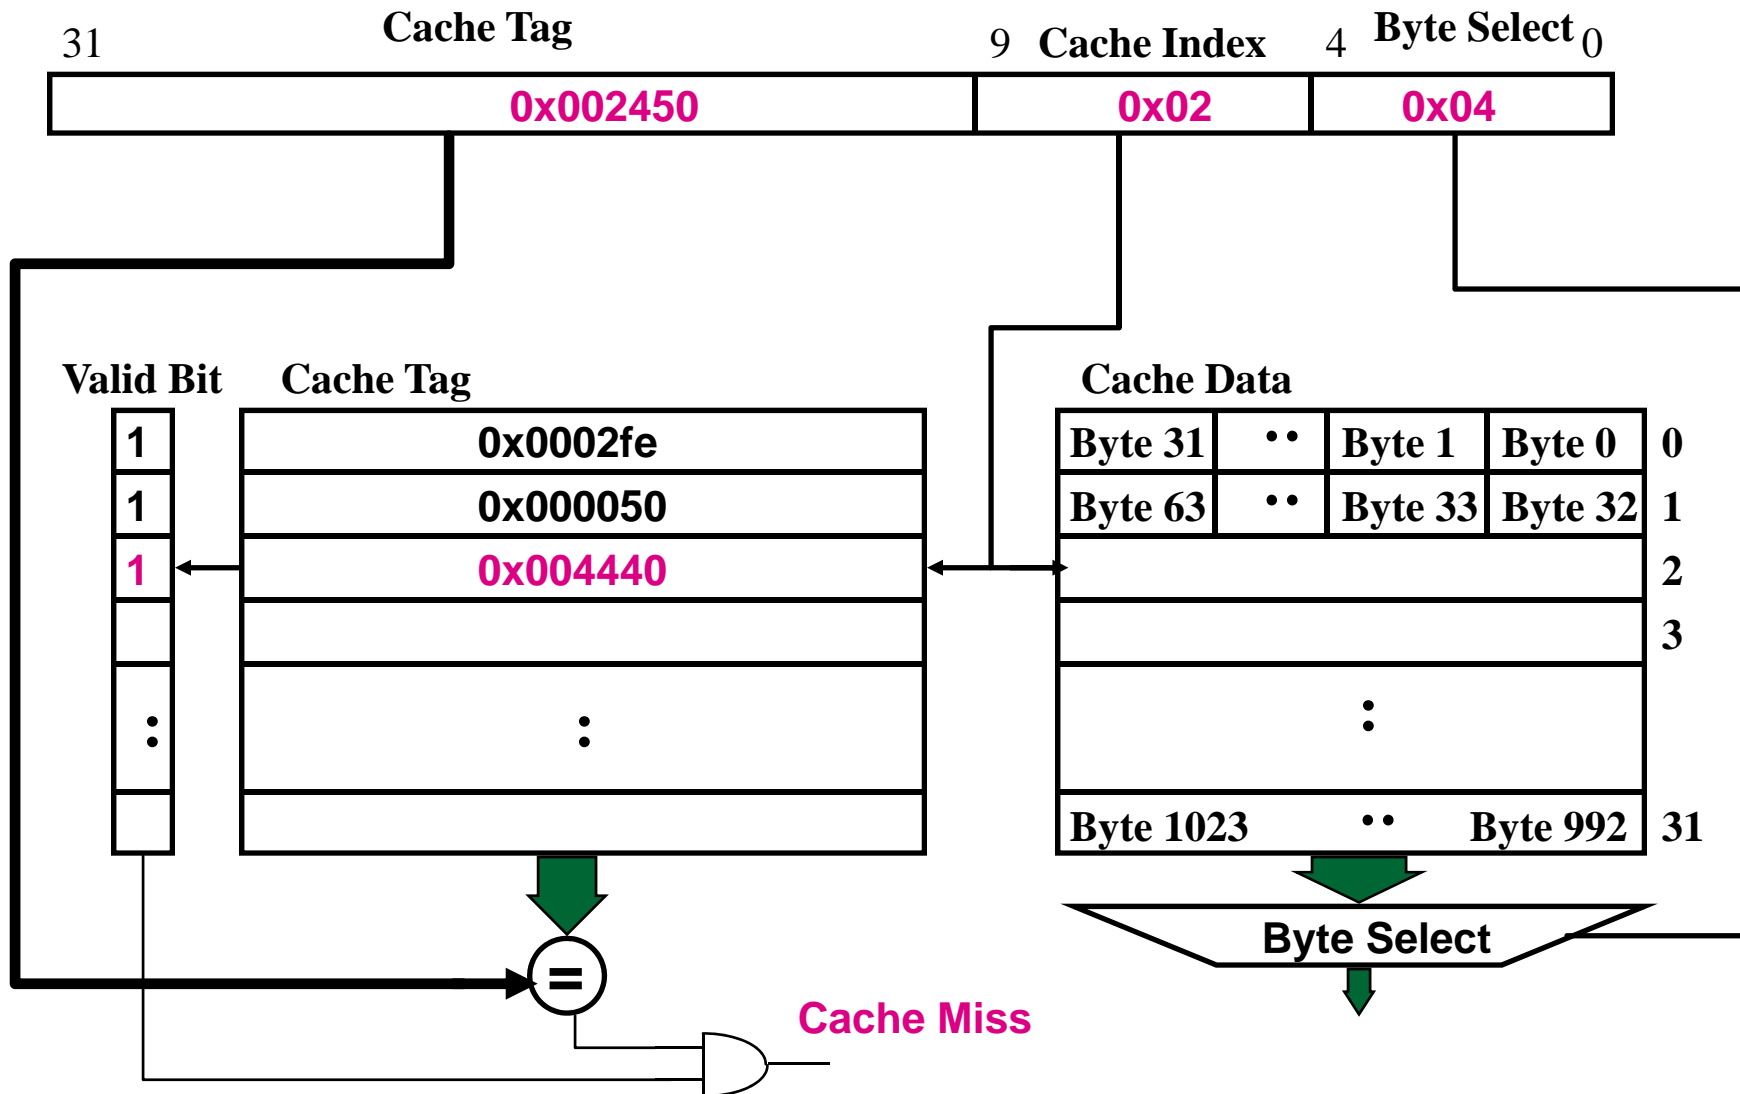 31 Cache Tag 9 Cache Index 4 Byte Select 0
0x002450 0x02 0x04
Valid Bit Cache Tag Cache Data
1 0x0002fe Byte 31 ·· Byte 1 Byte 0 0
1 0x000050 Byte 63 ·· Byte 33 Byte 32 1
1 0x004440 2
3
: : :
Byte 1023 ·· Byte 992 31
Byte Select
=
Cache Miss